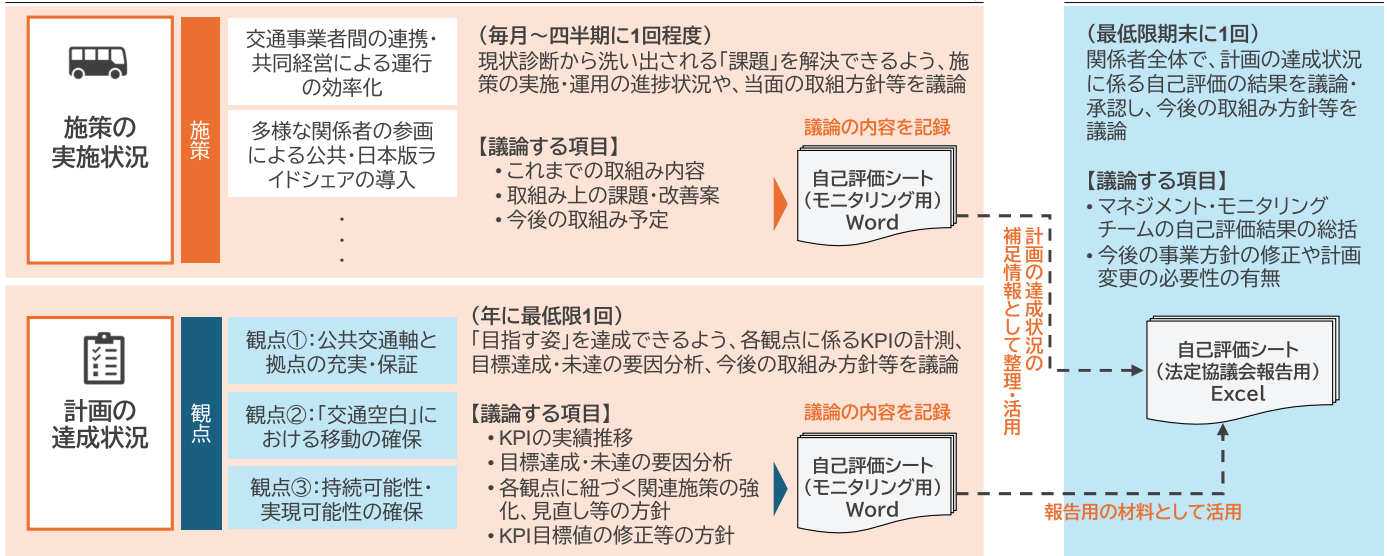 施策の
実施状況
施策
交通事業者間の連携・
共同経営による運行
の効率化
多様な関係者の参画
による公共・日本版ラ
イドシェアの導入
・
・
・
（毎月～四半期に1回程度）
現状診断から洗い出される「課題」を解決できるよう、施
策の実施・運用の進捗状況や、当面の取組方針等を議論
【議論する項目】
・これまでの取組み内容
・取組み上の課題・改善案
・今後の取組み予定
議論の内容を記録
自己評価シート
（モニタリング用）
Word
計画の
達成状況
観点
観点①：公共交通軸と
拠点の充実・保証
観点②：「交通空白」に
おける移動の確保
観点③：持続可能性・
実現可能性の確保
（年に最低限1回）
「目指す姿」を達成できるよう、各観点に係るKPIの計測、
目標達成・未達の要因分析、今後の取組み方針等を議論
【議論する項目】
・KPIの実績推移
・目標達成・未達の要因分析
・各観点に紐づく関連施策の強
化、見直し等の方針
・KPI目標値の修正等の方針
議論の内容を記録
自己評価シート
（モニタリング用）
Word
計画の達成状況の
補足情報として整理・活用
報告用の材料として活用
（最低限期末に1回）
関係者全体で、計画の達成状況
に係る自己評価の結果を議論・
承認し、今後の取組み方針等を
議論
【議論する項目】
・マネジメント・モニタリング
チームの自己評価結果の総括
・今後の事業方針の修正や計画
変更の必要性の有無
自己評価シート
（法定協議会報告用）
Excel